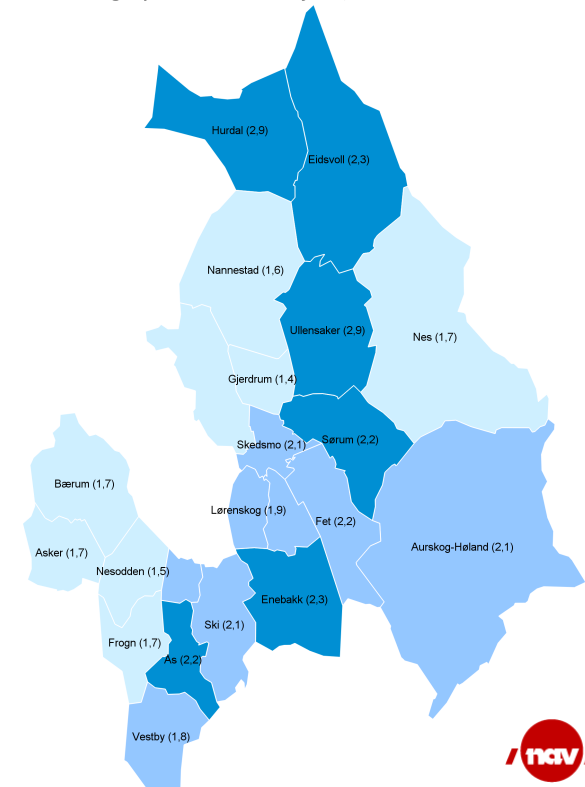 Hurdal (2,9)
Eidsvoll (2,3)
Nannestad (1,6)
Ullensaker (2,9)
Nes (1,7)
Gjerdrum (1,4)
Sørum (2,2)
Skedsmo (2,1)
Bærum (1,7)
Lørenskog (1,9)
Fet (2,2)
Aurskog-Høland (2,1)
Asker (1,7)
Nesodden (1,5)
Enebakk (2,3)
Ski (2,1)
Frogn (1,7)
Ås (2,2)
Vestby (1,8)
nav